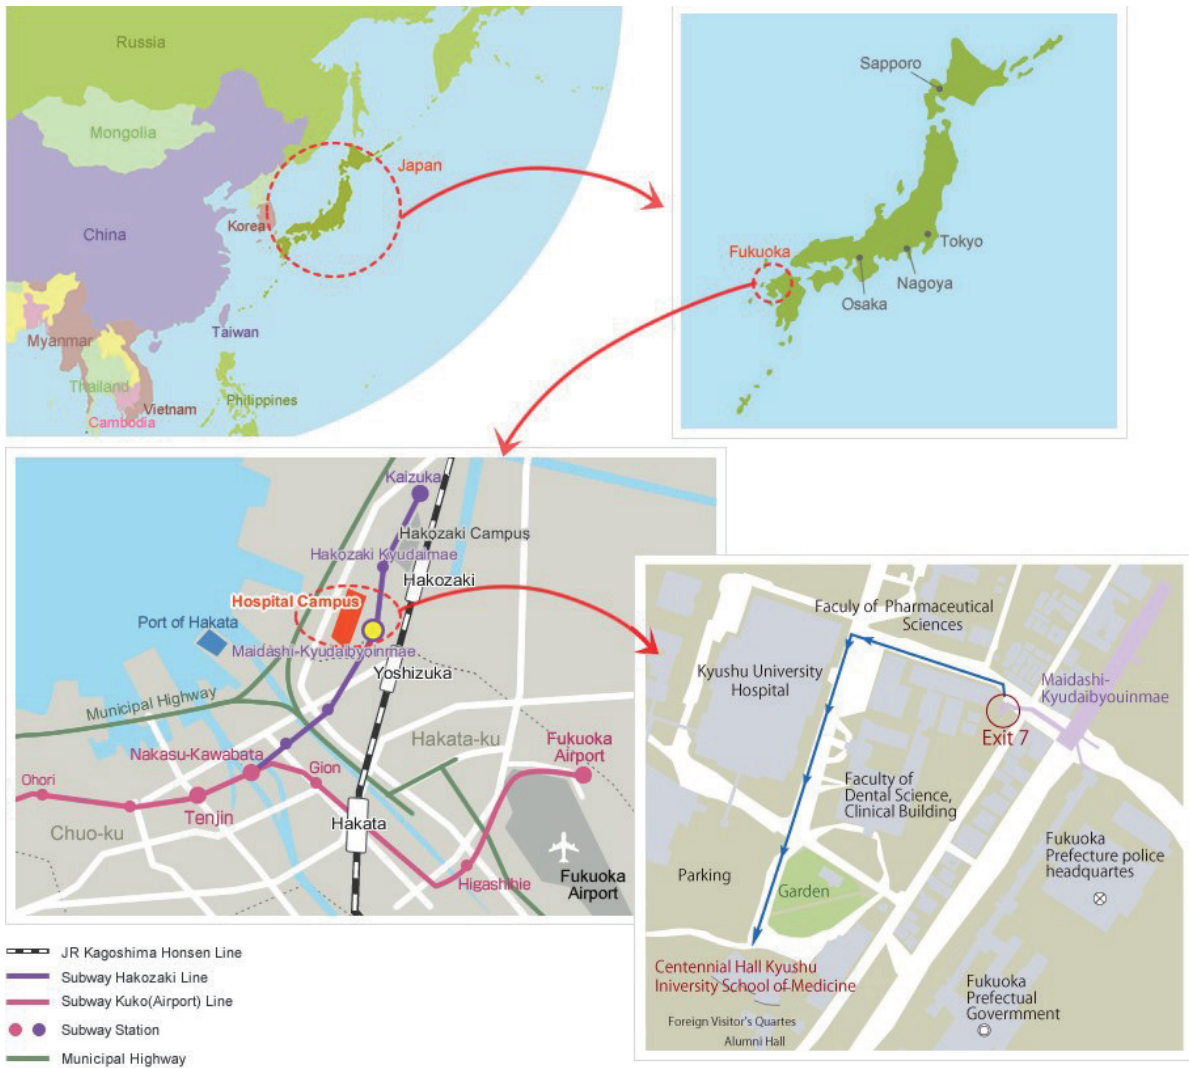 Russia
Mongolia
China
Japan
Korea
Taiwan
Myanmar
Thailand
Vietnam
Cambodia
Philippines
Sapporo
Fukuoka
Tokyo
Nagoya
Osaka
Kaizuka
Hakozaki Campus
Hakozaki Kyudaimae
Hakozaki
Hospital Campus
Port of Hakata
Maidashi-Kyudaibyoinmae
Yoshizuka
Municipal Highway
Nakasu-Kawabata
Hakata-ku
Fukuoka
Airport
Gion
Ohori
Tenjin
Hakata
Chuo-ku
Higashihie
Fukuoka
Airport
Faculy of Pharmaceutical
Sciences
Kyushu University
Hospital
Maidashi-
Kyudaibyouinmae
Exit 7
Faculty of
Dental Science,
Clinical Building
Fukuoka
Prefecture police
headquartes
Parking
Garden
Centennial Hall Kyushu
Iniversity School of Medicine
Fukuoka
Prefectual
Govermment
Foreign Visitor's Quartes
Alumni Hall
JR Kagoshima Honsen Line
Subway Hakozaki Line
Subway Kuko(Airport) Line
Subway Station
Municipal Highway